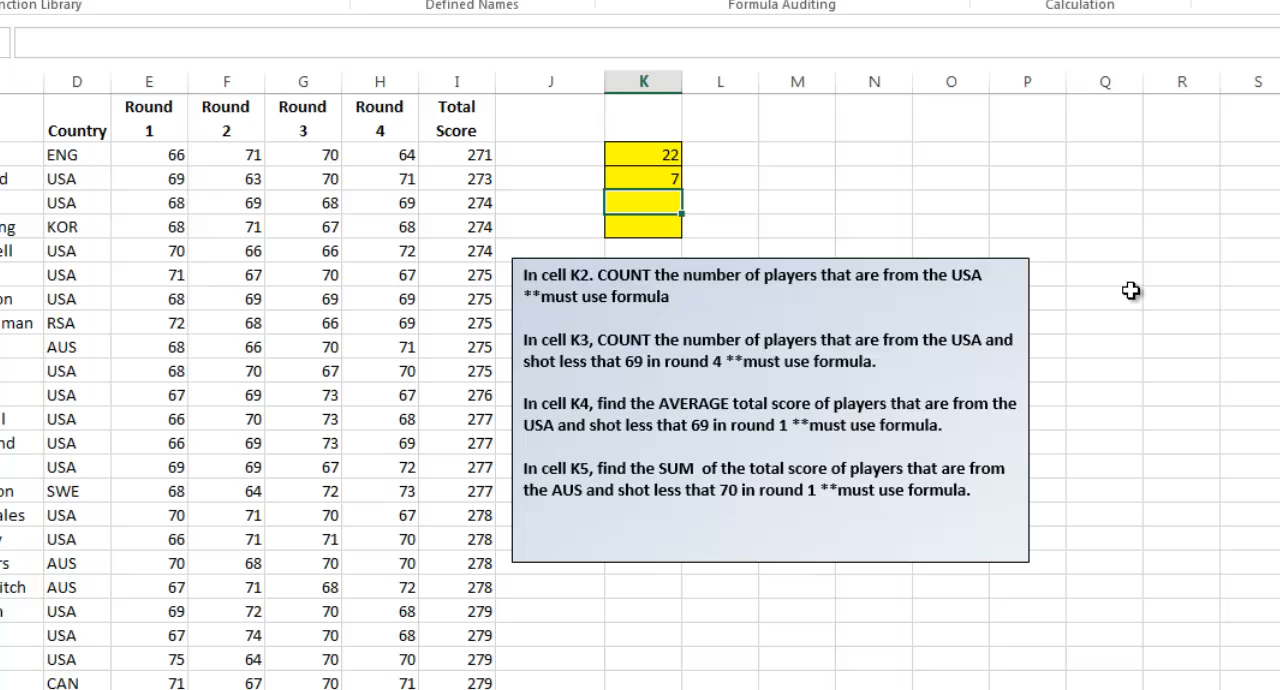 nction Library Defined Names Formula Auditing Calculation
D E F G H I J K L M N O P Q R S
Round Round Round Round Total
Country 1 2 3 4 Score
ENG 66 71 70 64 271 22
d USA 69 63 70 71 273 7
USA 68 69 68 69 274
ng KOR 68 71 67 68 274
ell USA 70 66 66 72 274
USA 71 67 70 67 275
on USA 68 69 69 69 275
man RSA 72 68 66 69 275
AUS 68 66 70 71 275
USA 68 70 67 70 275
USA 67 69 73 67 276
l USA 66 70 73 68 277
nd USA 66 69 73 69 277
USA 69 69 67 72 277
on SWE 68 64 72 73 277
ales USA 70 71 70 67 278
y USA 66 71 71 70 278
rs AUS 70 68 70 70 278
itch AUS 67 71 68 72 278
n USA 69 72 70 68 279
USA 67 74 70 68 279
USA 75 64 70 70 279
CAN 71 67 70 71 279
In cell K2. COUNT the number of players that are from the USA
**must use formula
In cell K3, COUNT the number of players that are from the USA and
shot less that 69 in round 4 **must use formula.
In cell K4, find the AVERAGE total score of players that are from the
USA and shot less that 69 in round 1 **must use formula.
In cell K5, find the SUM of the total score of players that are from
the AUS and shot less that 70 in round 1 **must use formula.